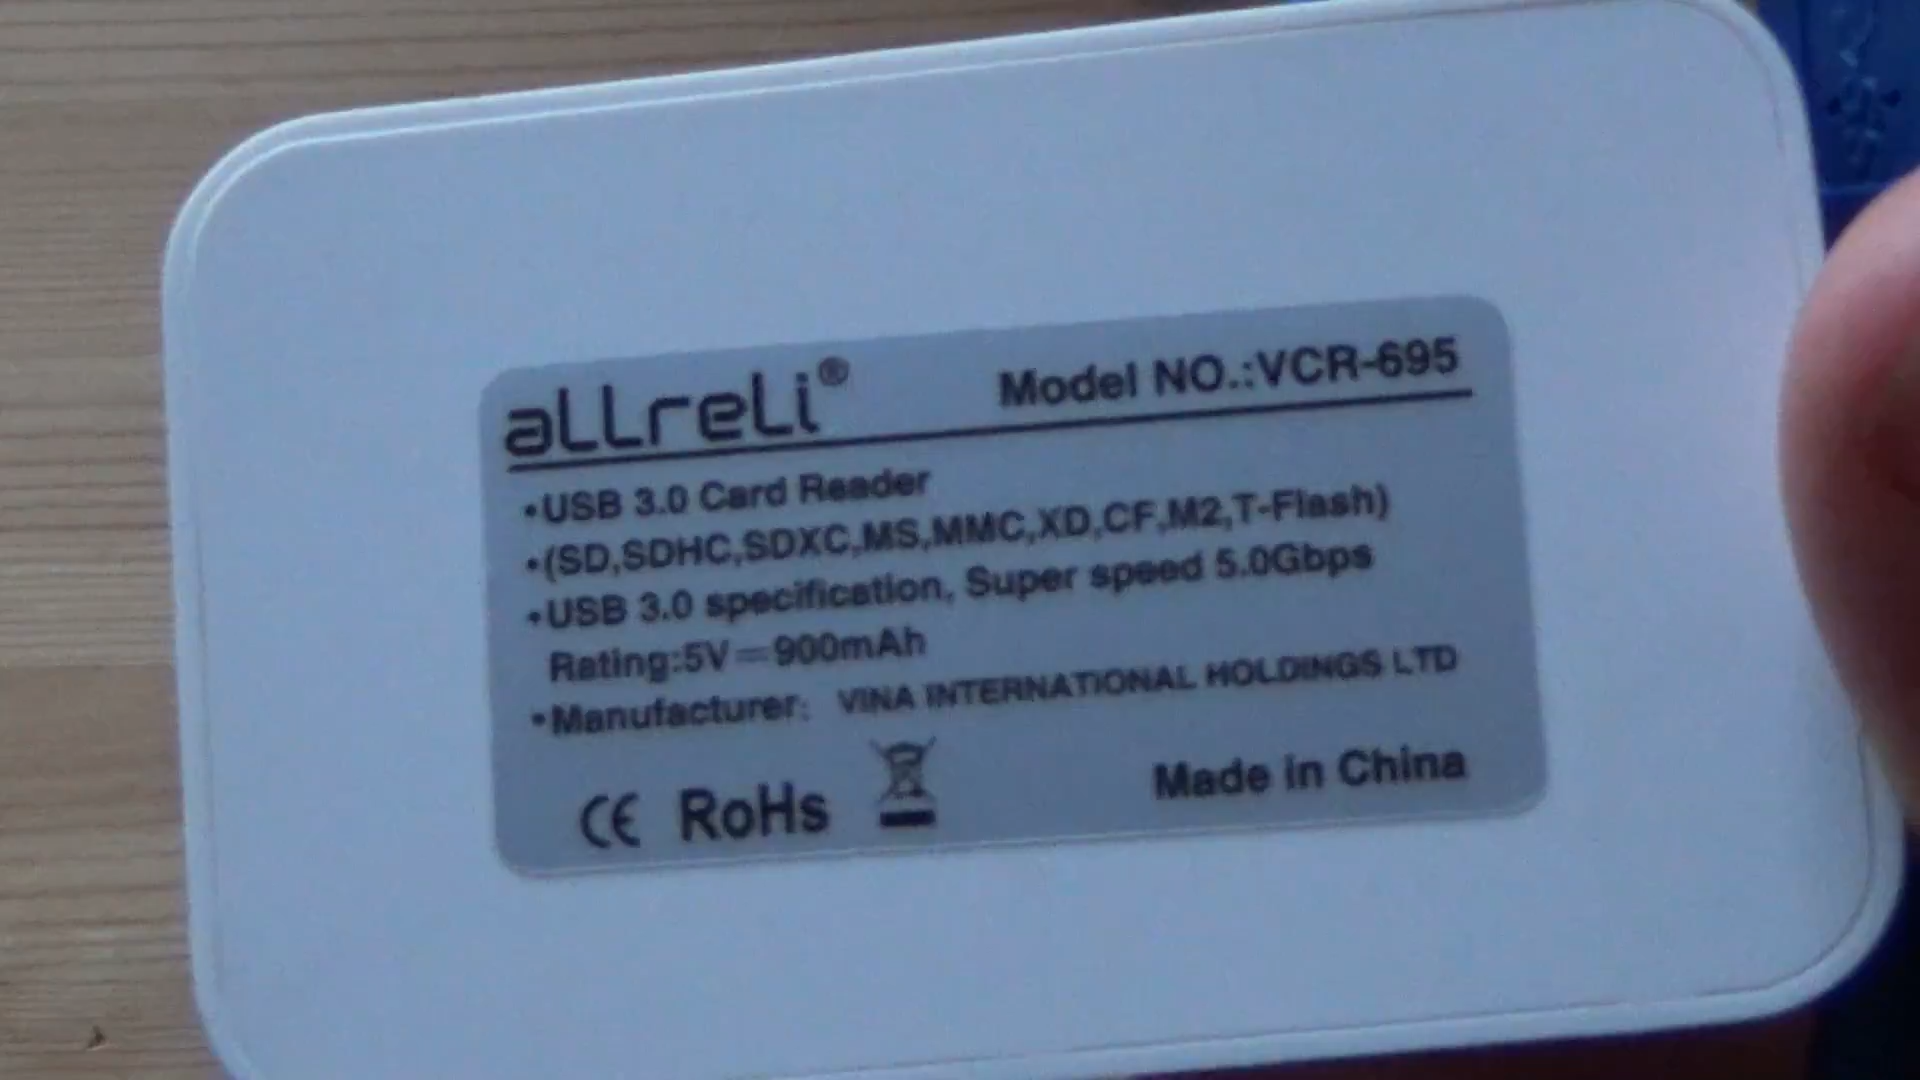 aLLreLi® Model NO.:VCR-695
•USB 3.0 Card Reader
•(SD,SDHC,SDXC,MS,MMC,XD,CF,M2,T-Flash)
•USB 3.0 specification, Super speed 5.0Gbps
Rating:5V⎓900mAh
•Manufacturer: VINA INTERNATIONAL HOLDINGS LTD
CE RoHs Made in China